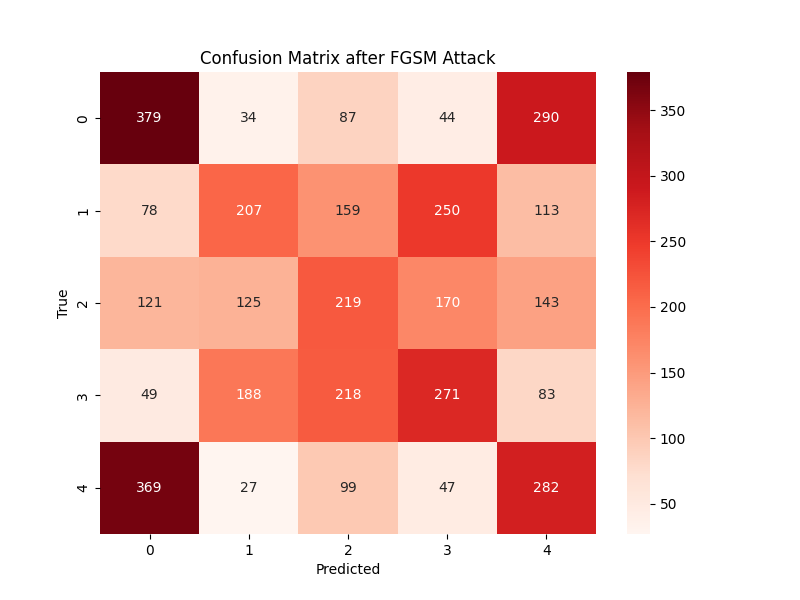 Confusion Matrix after FGSM Attack
0 379 34 87 44 290
1 78 207 159 250 113
2 121 125 219 170 143
3 49 188 218 271 83
4 369 27 99 47 282
0 1 2 3 4
True
Predicted
350
300
250
200
150
100
50